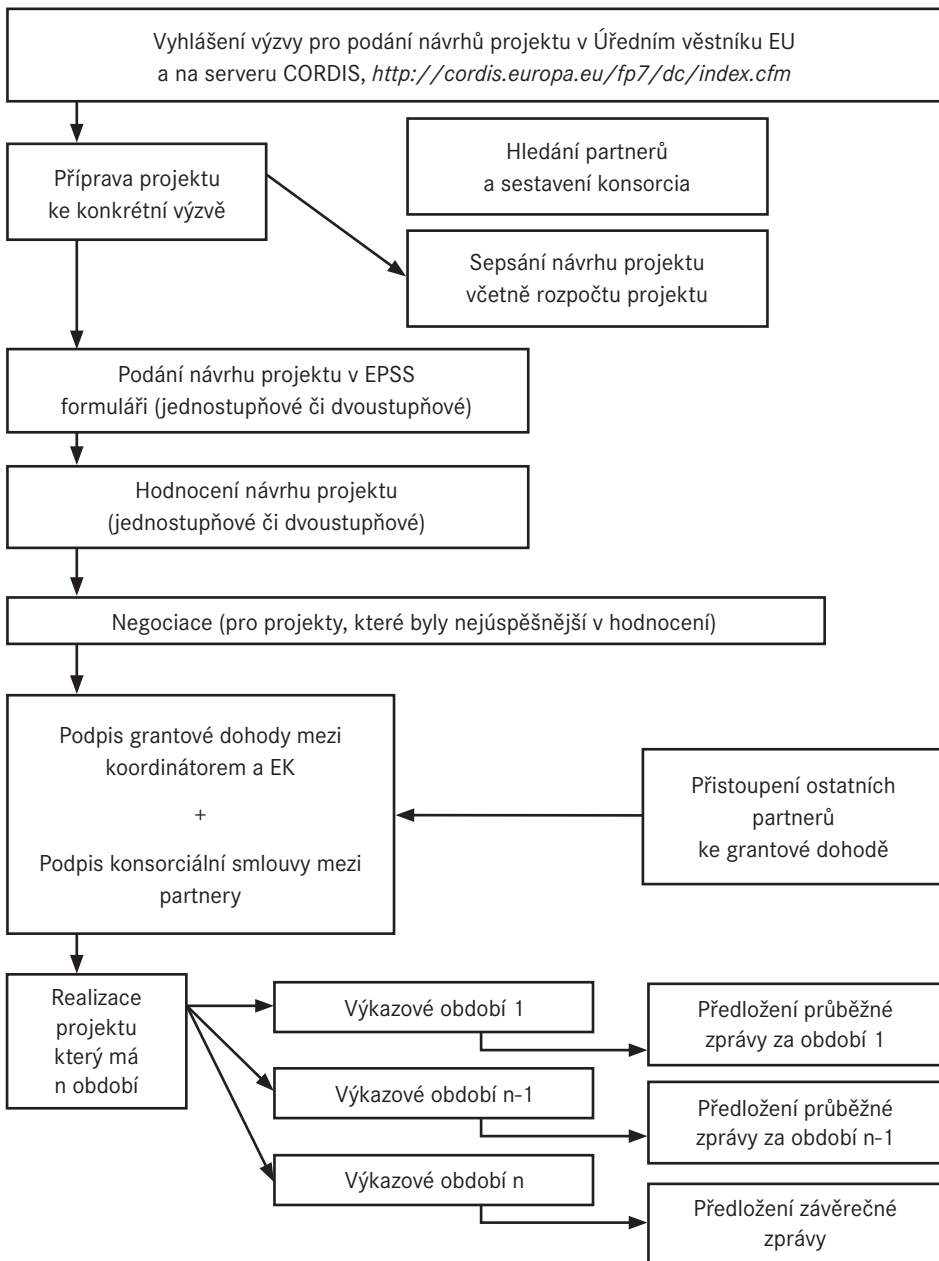 Vyhlášení výzvy pro podání návrhů projektu v Úředním věstníku EU
a na serveru CORDIS, http://cordis.europa.eu/fp7/dc/index.cfm
Příprava projektu
ke konkrétní výzvě
Hledání partnerů
a sestavení konsorcia
Sepsání návrhu projektu
včetně rozpočtu projektu
Podání návrhu projektu v EPSS
formuláři (jednostupňové či dvoustupňové)
Hodnocení návrhu projektu
(jednostupňové či dvoustupňové)
Negociace (pro projekty, které byly nejúspěšnější v hodnocení)
Podpis grantové dohody mezi
koordinátorem a EK
+
Podpis konsorciální smlouvy mezi
partnery
Přistoupení ostatních
partnerů
ke grantové dohodě
Realizace
projektu
který má
n období
Výkazové období 1
Předložení průběžné
zprávy za období 1
Výkazové období n-1
Předložení průběžné
zprávy za období n-1
Výkazové období n
Předložení závěrečné
zprávy